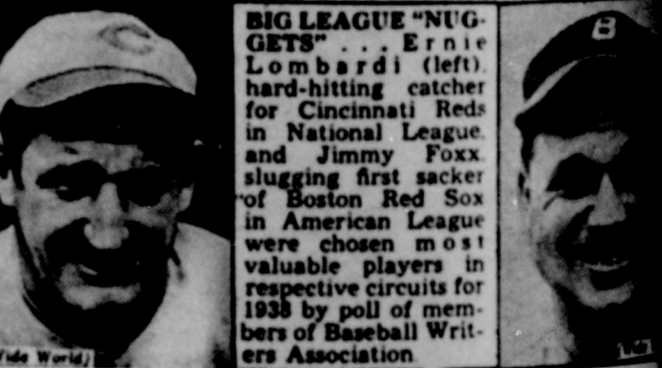 BIG LEAGUE "NUG-
GETS" . . . Ernie
Lombardi (left),
hard-hitting catcher
for Cincinnati Reds
in National League,
and Jimmy Foxx,
slugging first sacker
of Boston Red Sox
in American League
were chosen most
valuable players in
respective circuits for
1938 by poll of mem-
bers of Baseball Writ-
ers Association
C
B
Wide World)